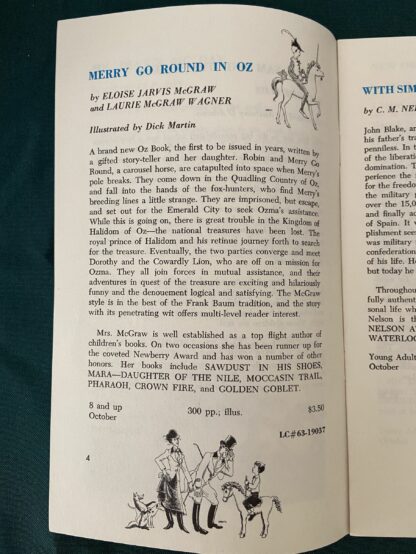 MERRY GO ROUND IN OZ
by ELOISE JARVIS McGRAW
and LAURIE McGRAW WAGNER
Illustrated by Dick Martin
A brand new Oz Book, the first to be issued in years, written by
a gifted story-teller and her daughter. Robin and Merry Go
Round, a carousel horse, are catapulted into space when Merry's
pole breaks. They come down in the Quadling Country of Oz,
and fall into the hands of the fox-hunters, who find Merry's
breeding lines a little strange. They are imprisoned, but escape,
and set out for the Emerald City to seek Ozma's assistance.
While this is going on, there is great trouble in the Kingdom of
Halidom of Oz—the national treasures have been lost. The
royal prince of Halidom and his retinue journey forth to search
for the treasure. Eventually, the two parties converge and meet
Dorothy and the Cowardly Lion, who are off on a mission for
Ozma. They all join forces in mutual assistance, and their
adventures in quest of the treasure are exciting and hilariously
funny and the denouement logical and satisfying. The McGraw
style is in the best of the Frank Baum tradition, and the story
with its penetrating wit offers multi-level reader interest.
Mrs. McGraw is well established as a top flight author of
children's books. On two occasions she has been runner up for
the coveted Newberry Award and has won a number of other
honors. Her books include SAWDUST IN HIS SHOES,
MARA—DAUGHTER OF THE NILE, MOCCASIN TRAIL,
PHARAOH, CROWN FIRE, and GOLDEN GOBLET.
8 and up
October
300 pp.; illus.
$3.50
LC#63-19037
4
WITH SIM
by C. M. NE
John Blake, an
his father's tra
penniless. In t
of the liberatio
domination. T
perience the
for the freedo
the military
over the 15,0
and finally ac
of Spain. It
plishment see
was military
confederation
of his life. H
but today he
Throughou
fully authent
sonal life wh
Nelson is th
NELSON AT
WATERLOO
Young Adult
October